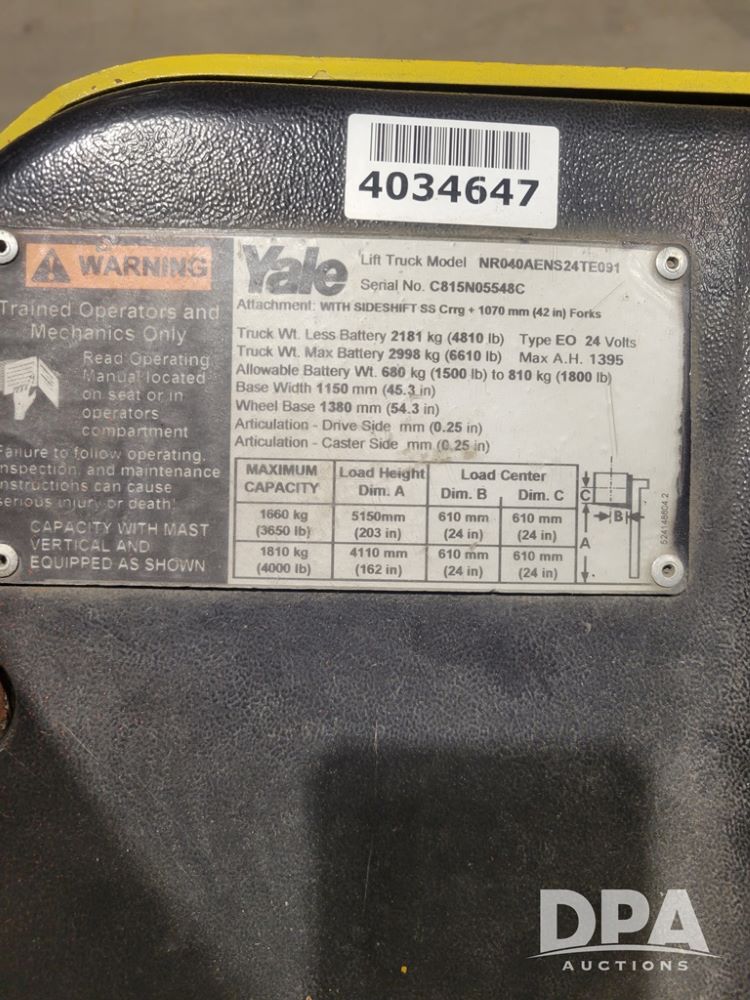 4034647
WARNING
Trained Operators and
Mechanics Only
Read Operating
Manual located
on seat or in
operators
compartment
Failure to follow operating,
inspection, and maintenance
instructions can cause
serious injury or death!
CAPACITY WITH MAST
VERTICAL AND
EQUIPPED AS SHOWN
Yale
Lift Truck Model NR040AENS24TE091
Serial No. C815N05548C
Attachment: WITH SIDESHIFT SS Crrg + 1070 mm (42 in) Forks
Truck Wt. Less Battery 2181 kg (4810 lb) Type EO 24 Volts
Truck Wt. Max Battery 2998 kg (6610 lb) Max A.H. 1395
Allowable Battery Wt. 680 kg (1500 lb) to 810 kg (1800 lb)
Base Width 1150 mm (45.3 in)
Wheel Base 1380 mm (54.3 in)
Articulation - Drive Side mm (0.25 in)
Articulation - Caster Side mm (0.25 in)
MAXIMUM CAPACITY Load Height Dim. A Load Center Dim. B Dim. C
1660 kg 5150mm 610 mm 610 mm
(3650 lb) (203 in) (24 in) (24 in)
1810 kg 4110 mm 610 mm 610 mm
(4000 lb) (162 in) (24 in) (24 in)
C
B
A
524148604 2
DPA
AUCTIONS